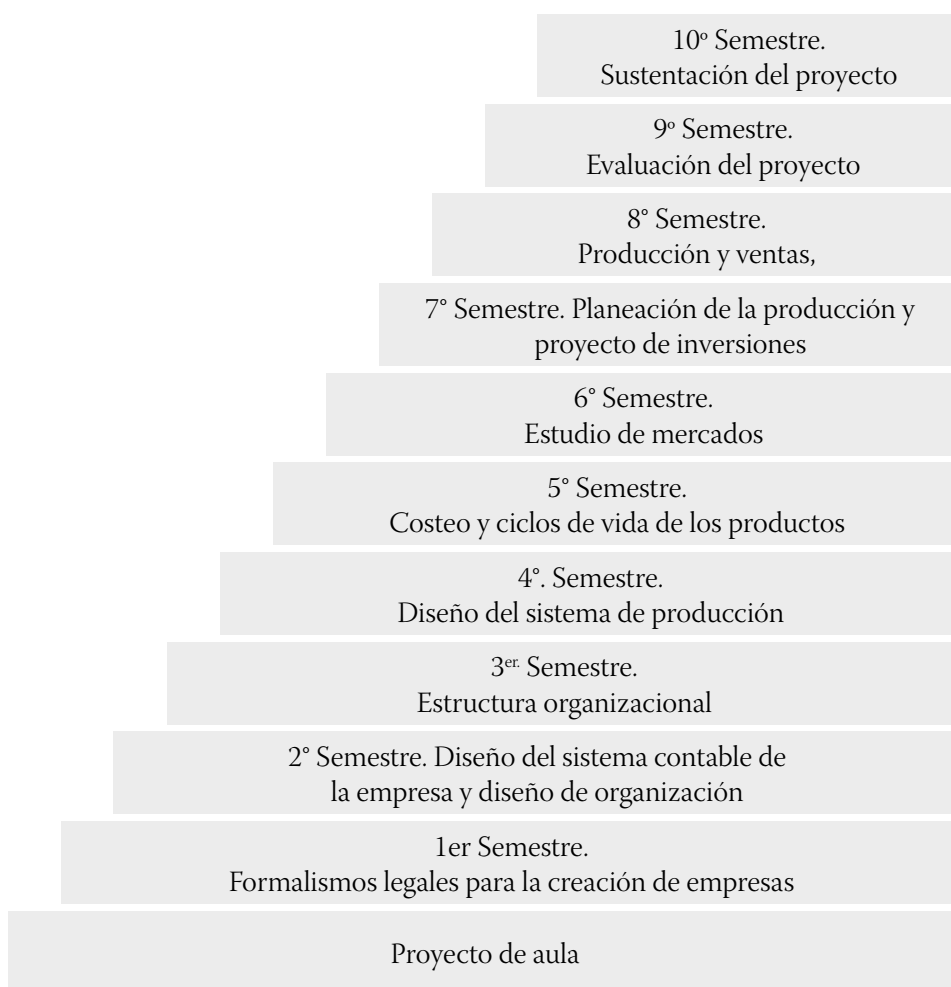 10º Semestre.
Sustentación del proyecto
9º Semestre.
Evaluación del proyecto
8° Semestre.
Producción y ventas,
7° Semestre. Planeación de la producción y
proyecto de inversiones
6° Semestre.
Estudio de mercados
5° Semestre.
Costeo y ciclos de vida de los productos
4°. Semestre.
Diseño del sistema de producción
3er. Semestre.
Estructura organizacional
2° Semestre. Diseño del sistema contable de
la empresa y diseño de organización
1er Semestre.
Formalismos legales para la creación de empresas
Proyecto de aula